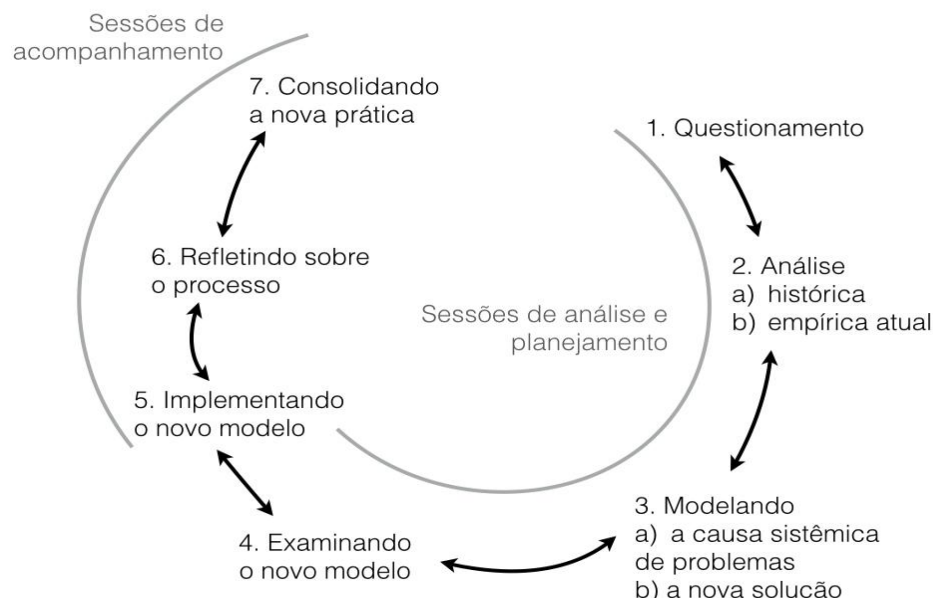 Sessões de
acompanhamento
7. Consolidando
a nova prática
1. Questionamento
6. Refletindo sobre
o processo
2. Análise
a) histórica
b) empírica atual
Sessões de análise e
planejamento
5. Implementando
o novo modelo
3. Modelando
a) a causa sistêmica
de problemas
b) a nova solução
4. Examinando
o novo modelo